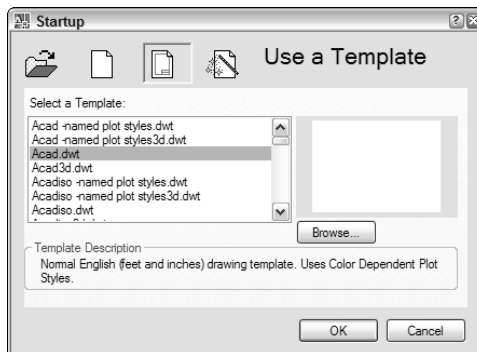 Startup
Use a Template
Select a Template:
Acad -named plot styles.dwt
Acad -named plot styles3d.dwt
Acad.dwt
Acad3d.dwt
Acadiso -named plot styles.dwt
Acadiso -named plot styles3d.dwt
Acadiso.dwt
Browse...
Template Description
Normal English (feet and inches) drawing template. Uses Color Dependent Plot
Styles.
OK
Cancel